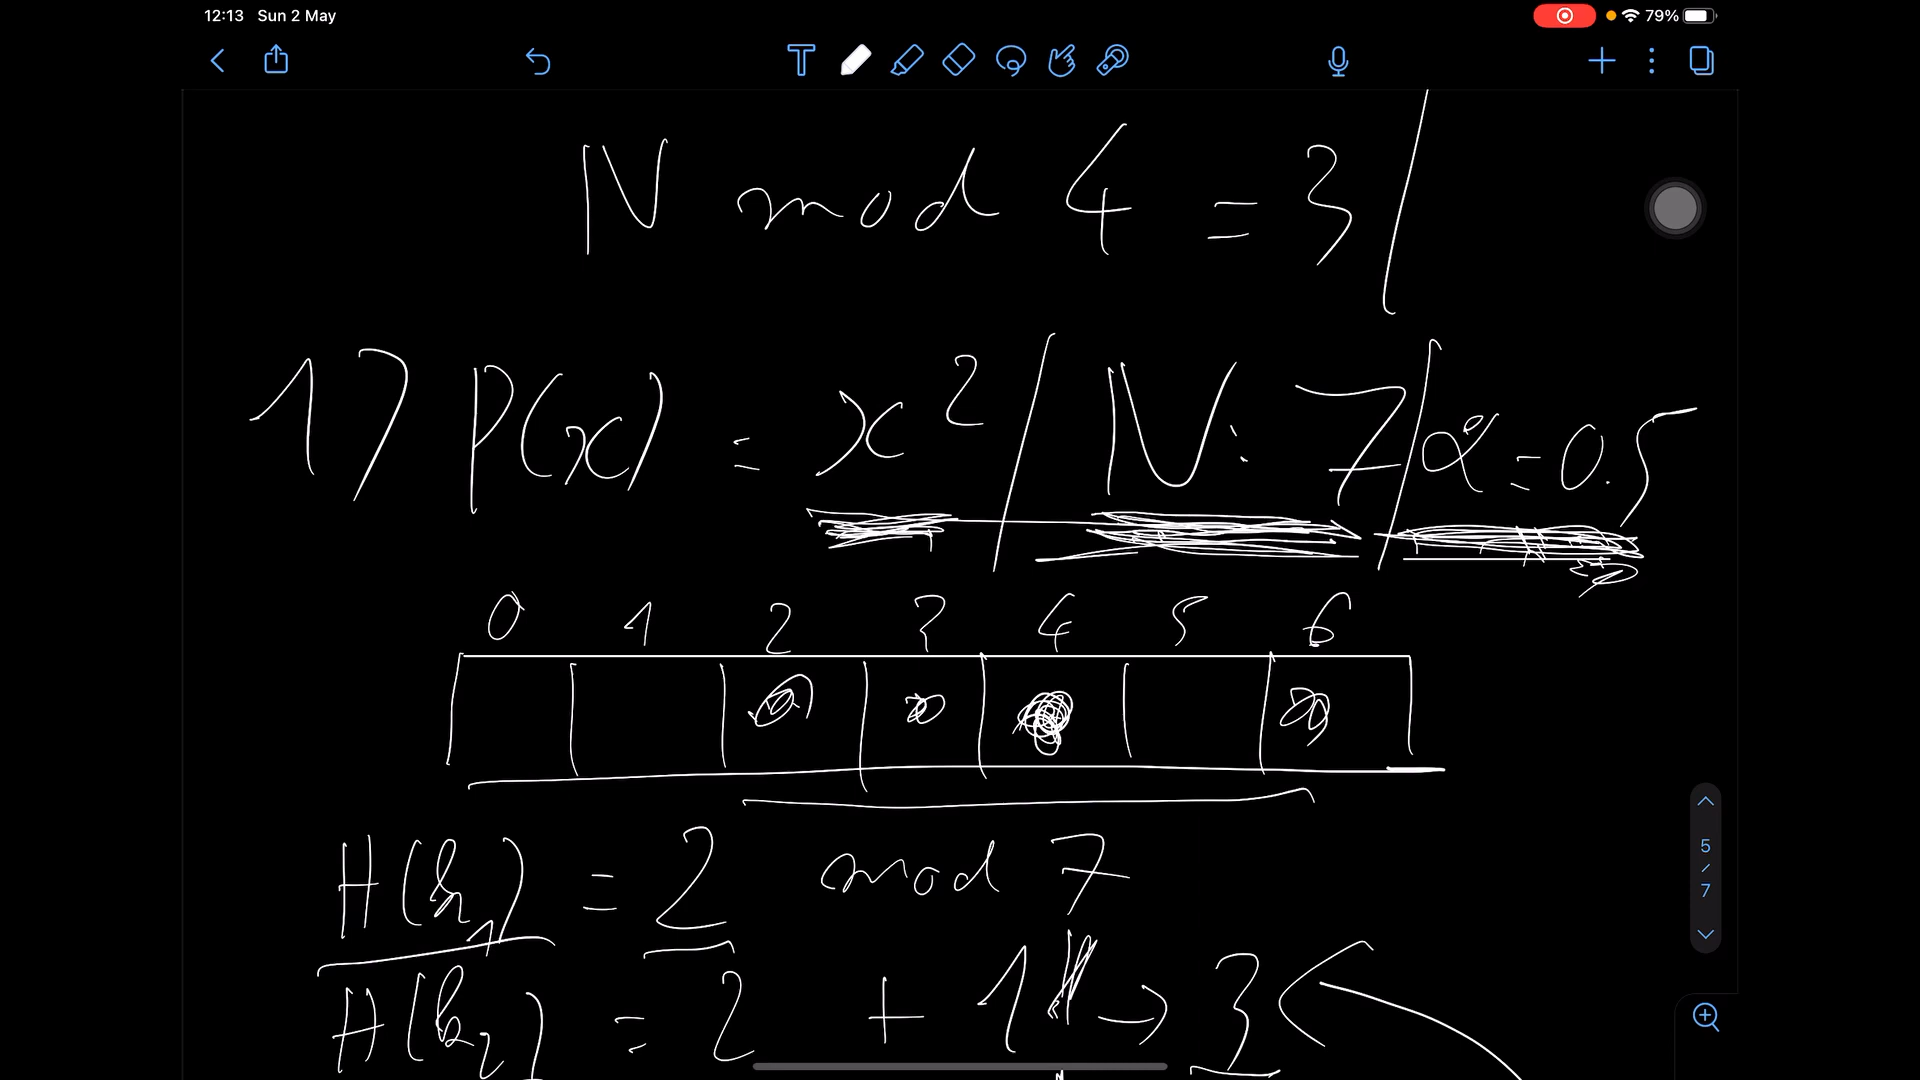 12:13 Sun 2 May 79%
T
N mod 4 = 3 /
1) P(x) = x² / N: 7 / α = 0.5
0 1 2 3 4 5 6
H(k₁) = 2 mod 7
H(k₂) = 2 + 1 → 3
5
/
7